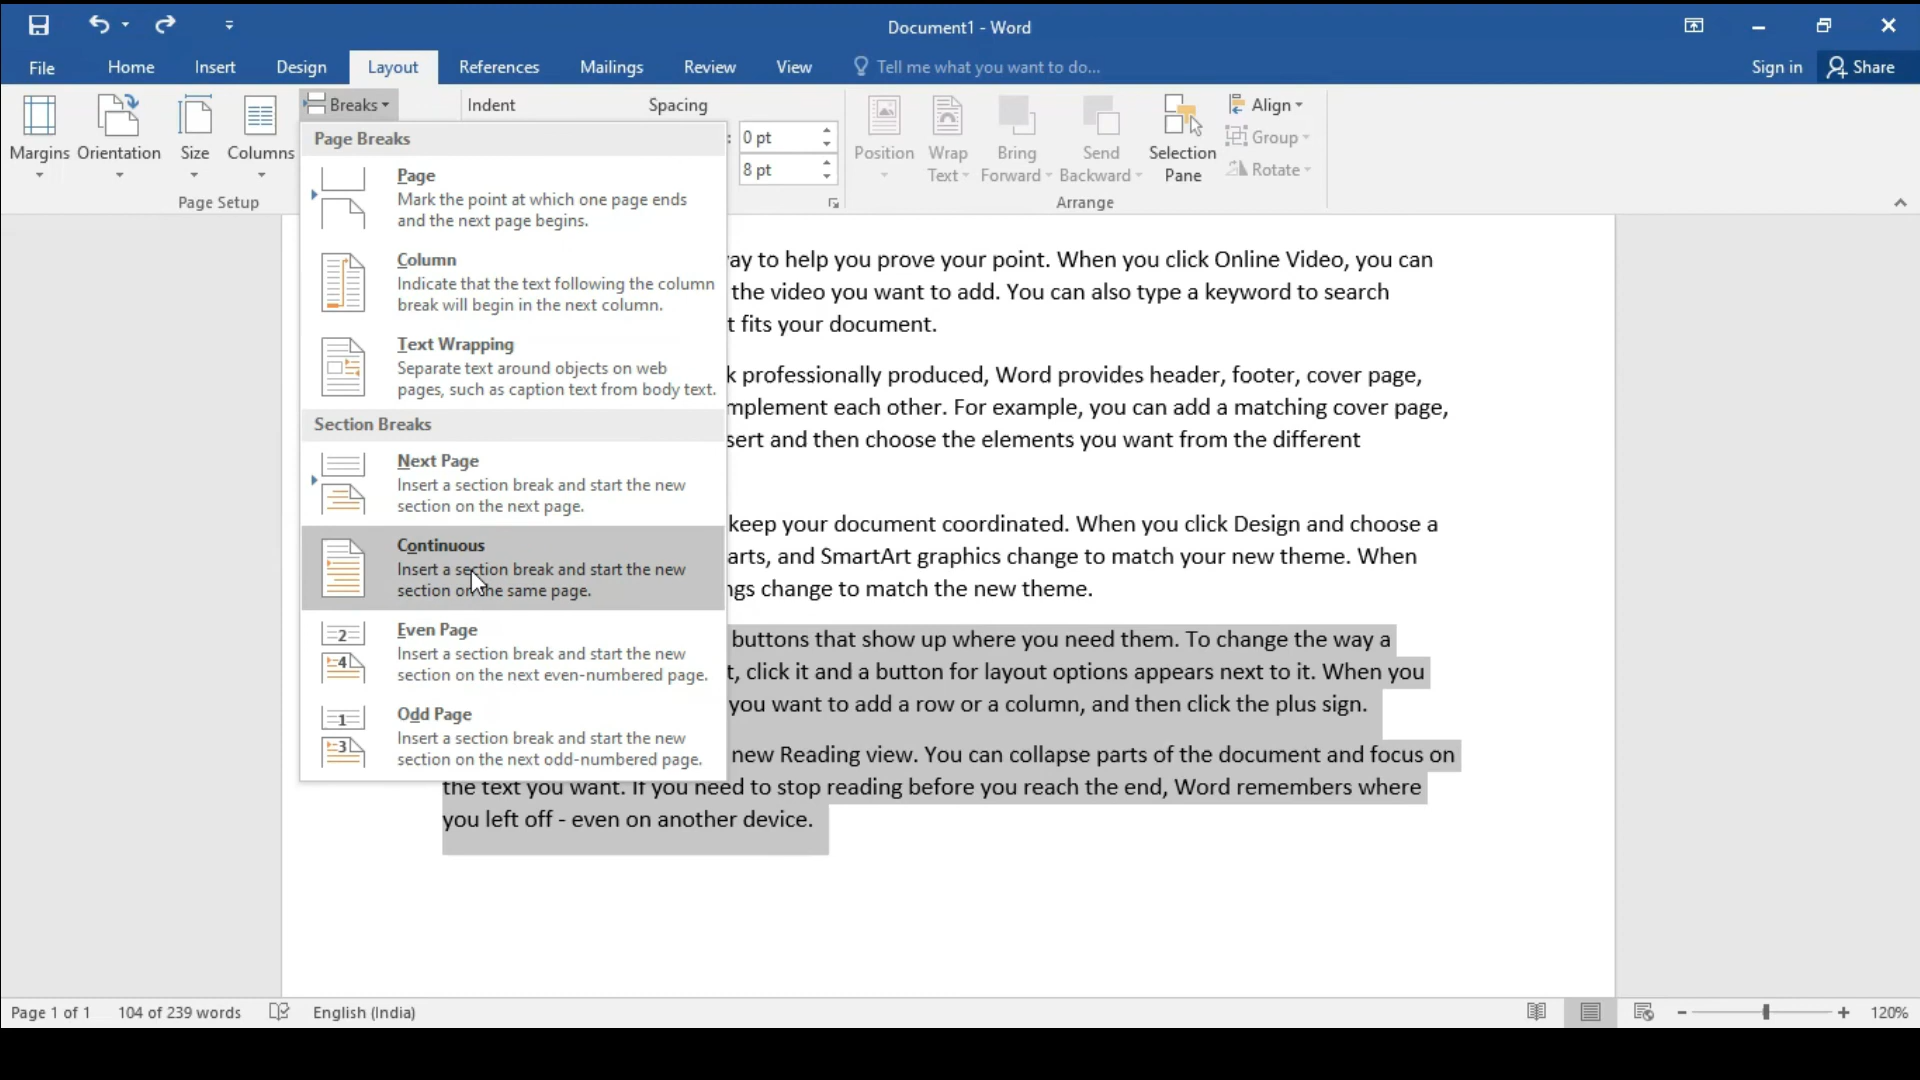 Document1 - Word
File Home Insert Design Layout References Mailings Review View Tell me what you want to do... Sign in Share
Margins Orientation Size Columns Breaks Indent Spacing Position Wrap Text Bring Forward Send Backward Selection Pane Align
Group
Rotate
: 0 pt
8 pt
Page Setup Arrange
Page Breaks
Page
Mark the point at which one page ends
and the next page begins.
Column
Indicate that the text following the column
break will begin in the next column.
Text Wrapping
Separate text around objects on web
pages, such as caption text from body text.
Section Breaks
Next Page
Insert a section break and start the new
section on the next page.
Continuous
Insert a section break and start the new
section on the same page.
Even Page
Insert a section break and start the new
section on the next even-numbered page.
Odd Page
Insert a section break and start the new
section on the next odd-numbered page.
to help you prove your point. When you click Online Video, you can
the video you want to add. You can also type a keyword to search
fits your document.
professionally produced, Word provides header, footer, cover page,
mplement each other. For example, you can add a matching cover page,
sert and then choose the elements you want from the different
keep your document coordinated. When you click Design and choose a
arts, and SmartArt graphics change to match your new theme. When
ngs change to match the new theme.
buttons that show up where you need them. To change the way a
t, click it and a button for layout options appears next to it. When you
you want to add a row or a column, and then click the plus sign.
new Reading view. You can collapse parts of the document and focus on
the text you want. If you need to stop reading before you reach the end, Word remembers where
you left off - even on another device.
Page 1 of 1 104 of 239 words English (India) 120%